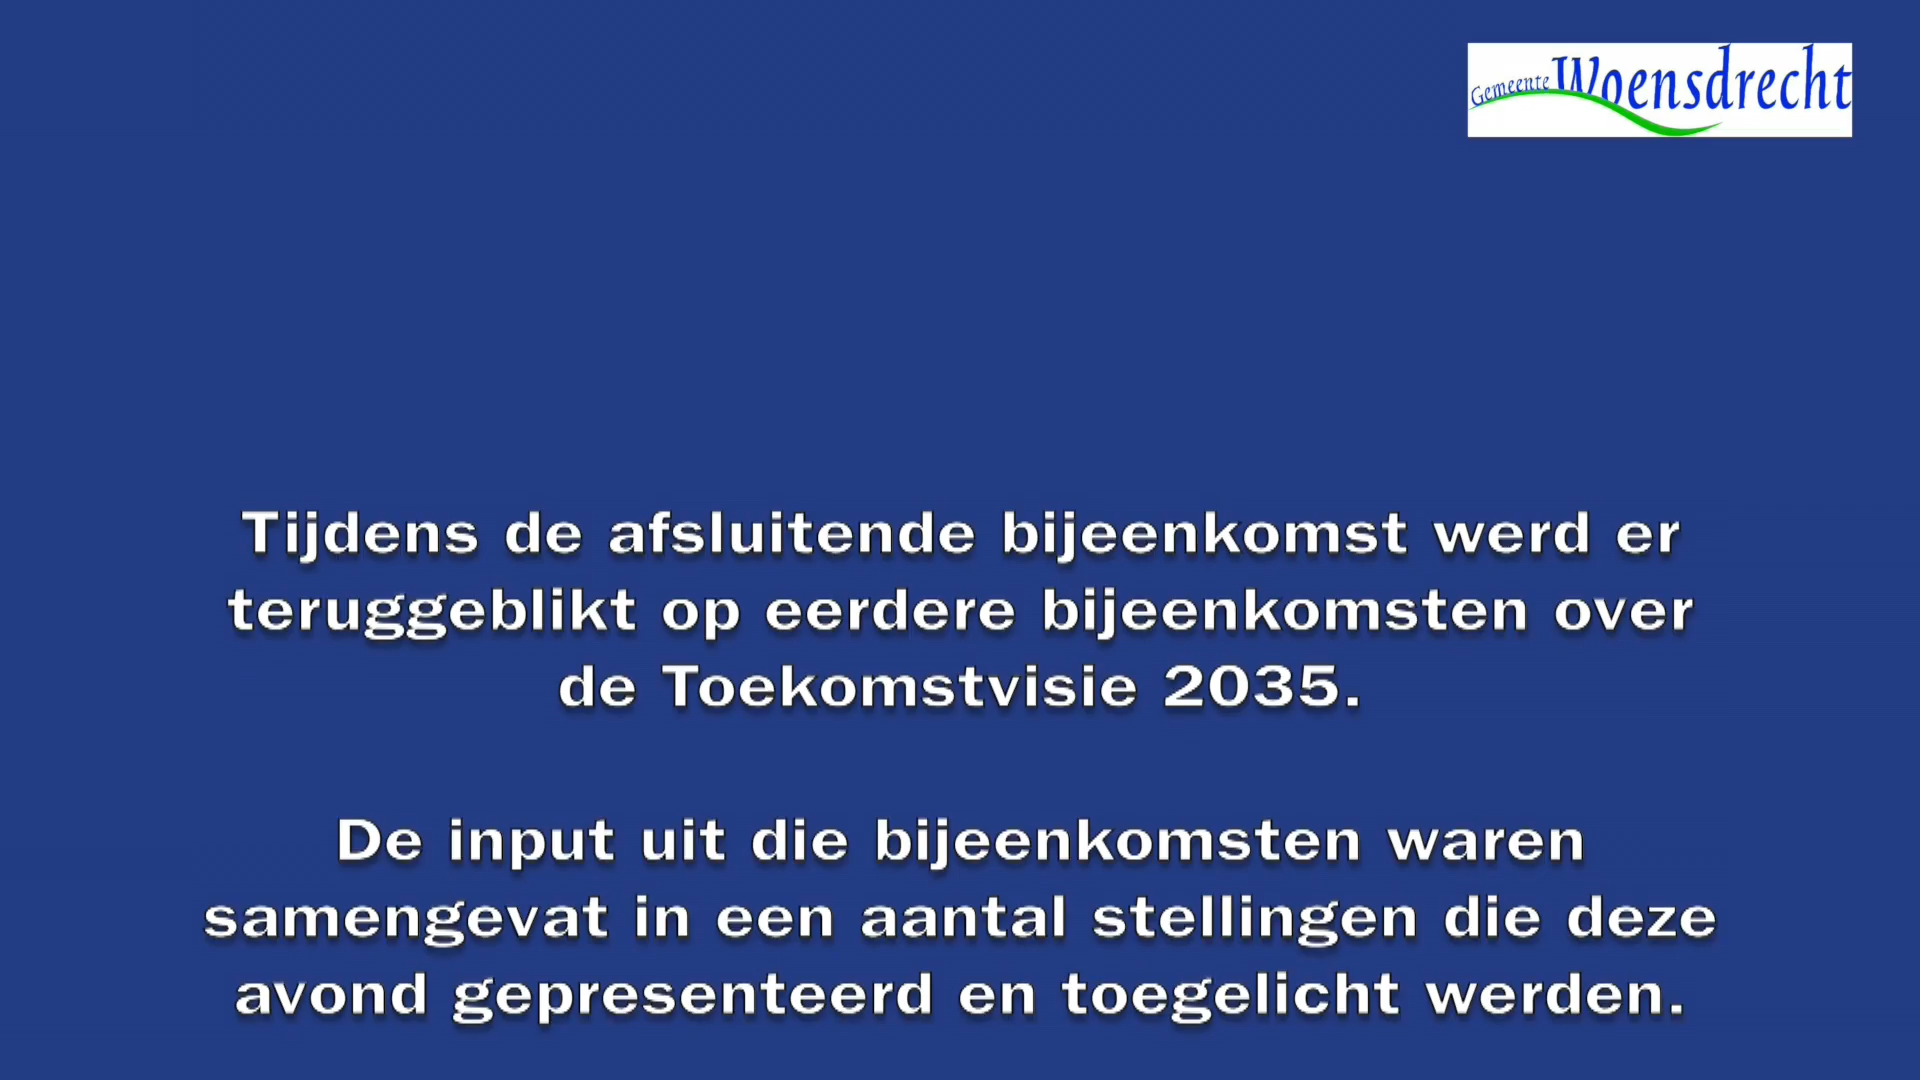 Gemeente Woensdrecht
Tijdens de afsluitende bijeenkomst werd er
teruggeblikt op eerdere bijeenkomsten over
de Toekomstvisie 2035.
De input uit die bijeenkomsten waren
samengevat in een aantal stellingen die deze
avond gepresenteerd en toegelicht werden.